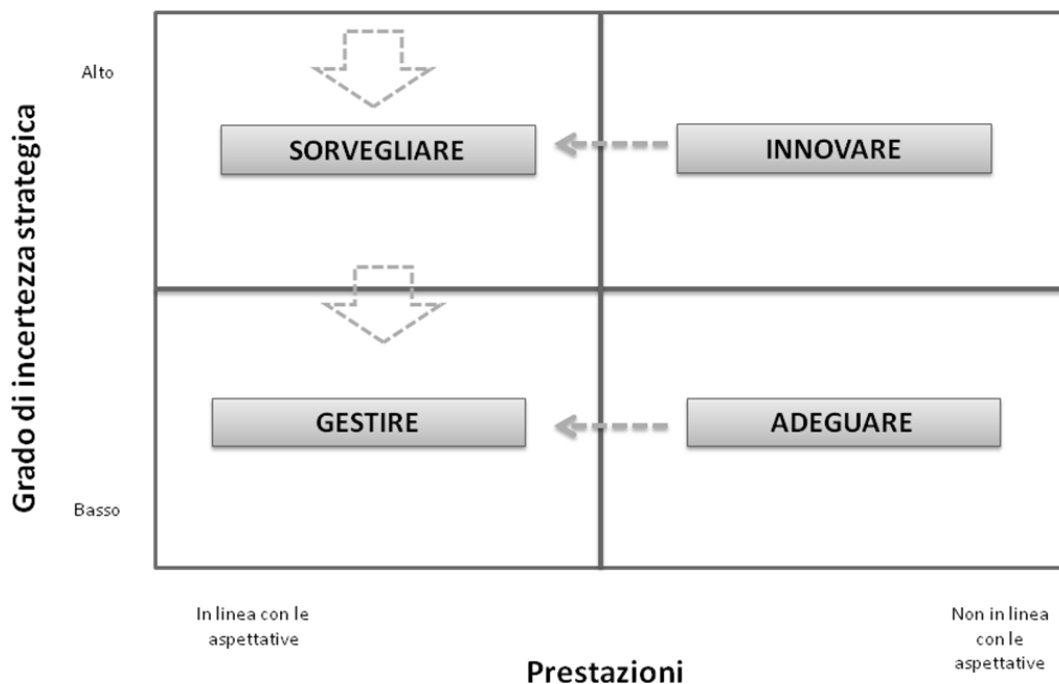 Grado di incertezza strategica
Alto
SORVEGLIARE
INNOVARE
GESTIRE
ADEGUARE
Basso
In linea con le
aspettative
Non in linea
con le
aspettative
Prestazioni